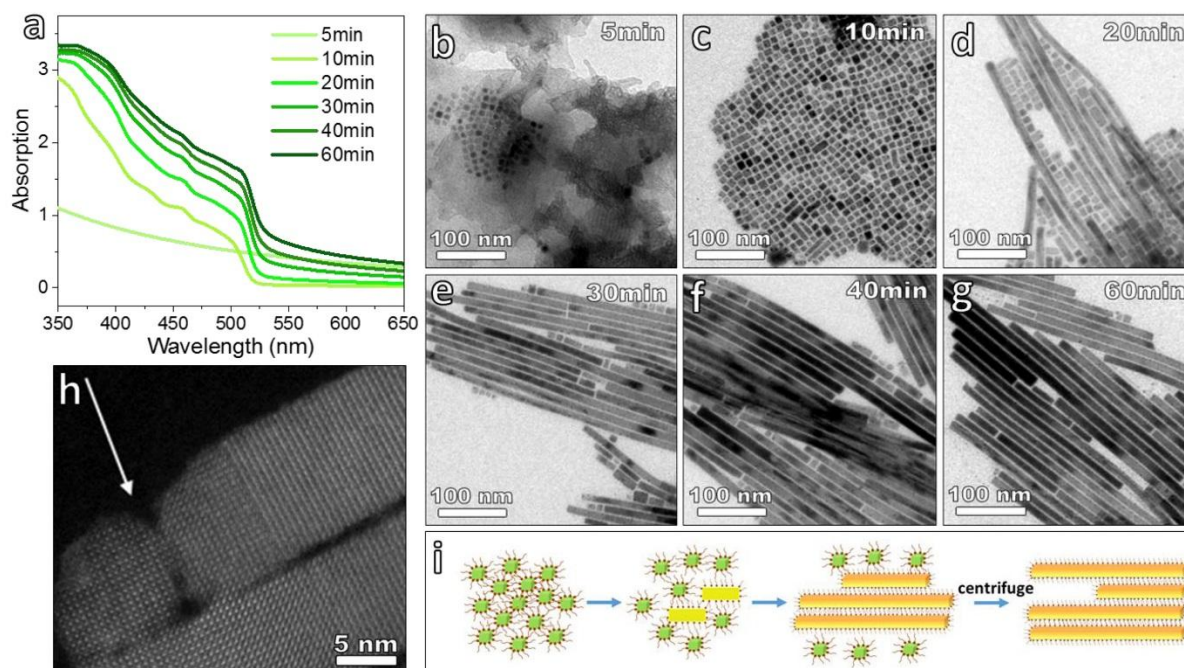 a)
5min
10min
20min
30min
40min
60min
3
2
1
0
Absorption
350 400 450 500 550 600 650
Wavelength (nm)
b
5min
100 nm
c
10min
100 nm
d
20min
100 nm
e
30min
100 nm
f
40min
100 nm
g
60min
100 nm
h
5 nm
i
centrifuge